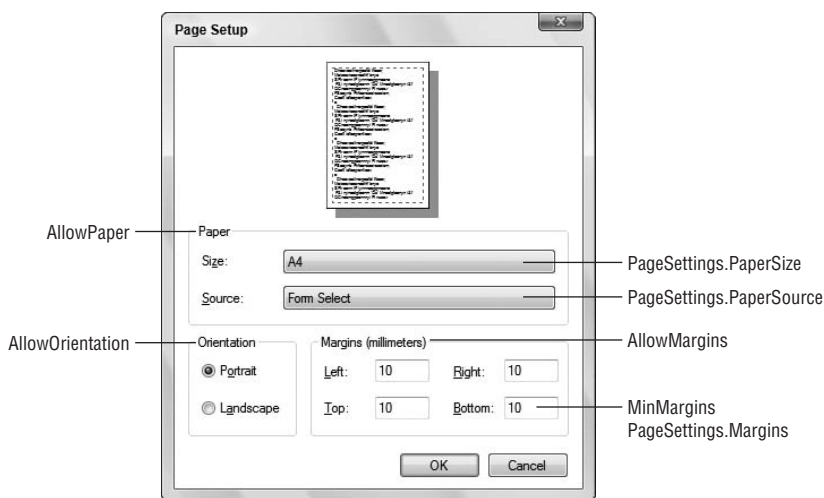 Page Setup
AllowPaper
Paper
Size:
A4
PageSettings.PaperSize
Source:
Form Select
PageSettings.PaperSource
AllowOrientation
Orientation
Margins (millimeters)
AllowMargins
Portrait
Left:
10
Right:
10
Landscape
Top:
10
Bottom:
10
MinMargins
PageSettings.Margins
OK
Cancel